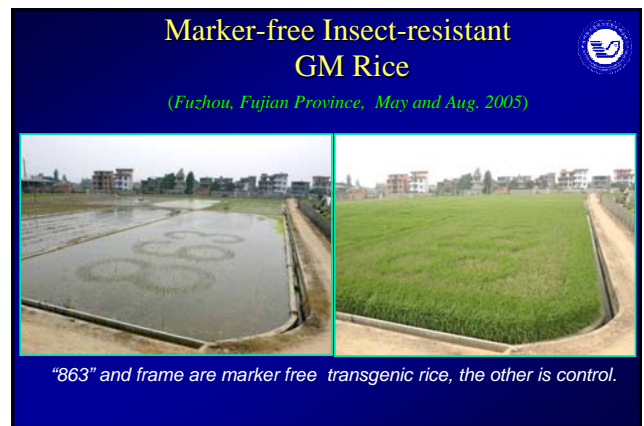 Marker-free Insect-resistant
GM Rice
(Fuzhou, Fujian Province, May and Aug. 2005)
"863" and frame are marker free transgenic rice, the other is control.